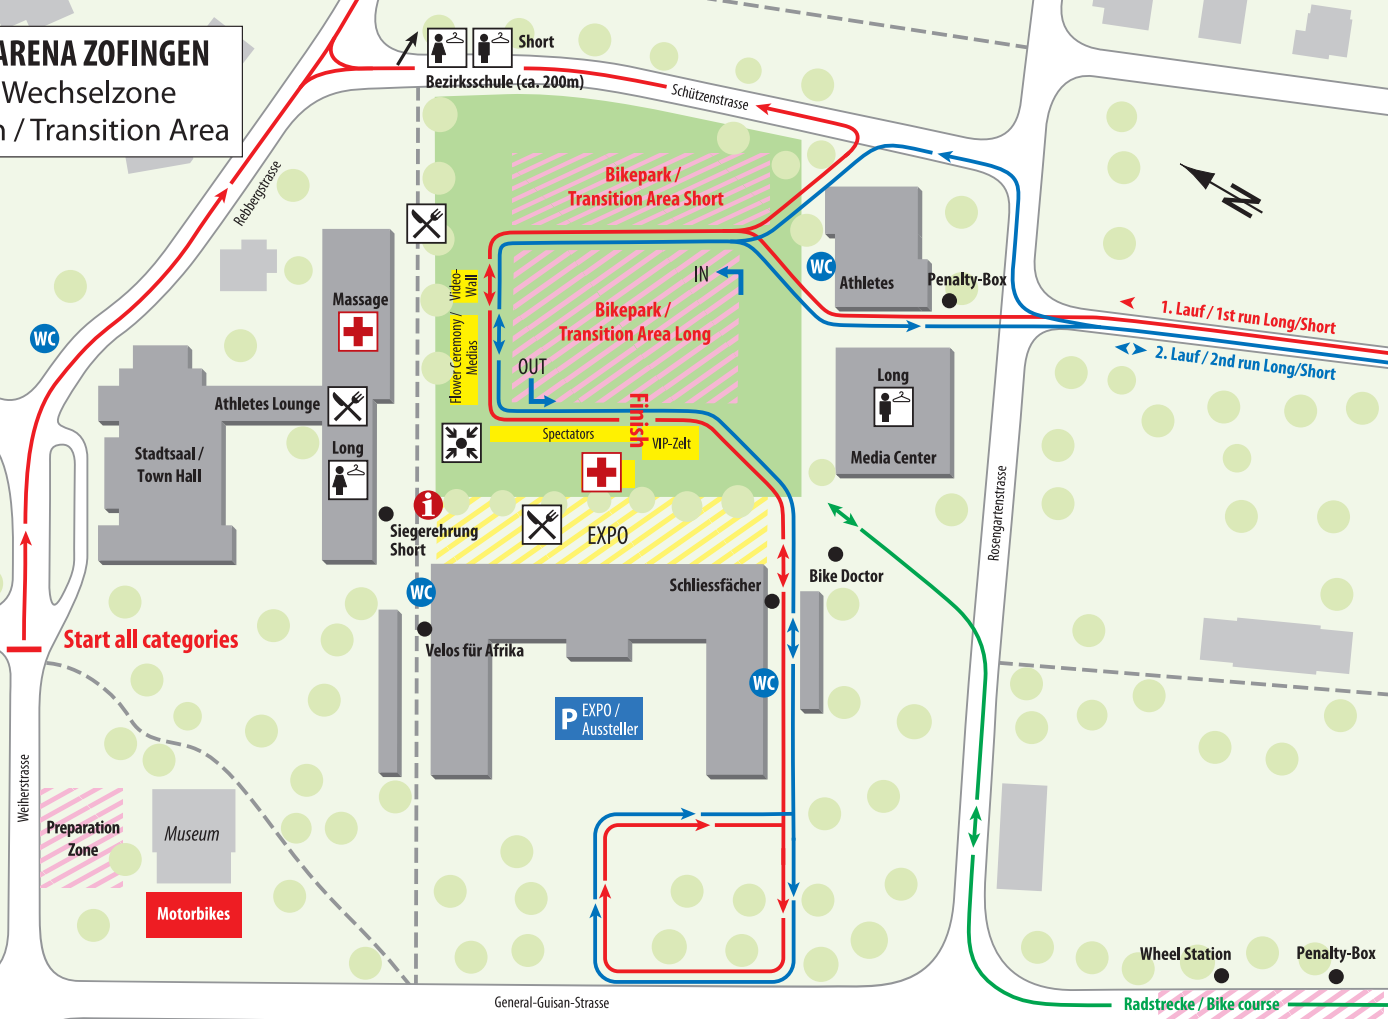 ARENA ZOFINGEN
Wechselzone
/ Transition Area
Short
Bezirksschule (ca. 200m)
Schützenstrasse
Rebbergstrasse
Bikepark /
Transition Area Short
IN
WC
Athletes
Penalty-Box
N
Massage
Video-
Wall
Bikepark /
Transition Area Long
1. Lauf / 1st run Long/Short
2. Lauf / 2nd run Long/Short
WC
Flower Ceremony /
Medias
OUT
Long
Athletes Lounge
Finish
Spectators
VIP-Zelt
Stadtsaal /
Town Hall
Long
Media Center
Rosengartenstrasse
i
Siegerehrung
Short
EXPO
Bike Doctor
WC
Schliessfächer
Start all categories
Velos für Afrika
WC
P
EXPO /
Aussteller
Weiherstrasse
Preparation
Zone
Museum
Motorbikes
Wheel Station
Penalty-Box
General-Guisan-Strasse
Radstrecke / Bike course